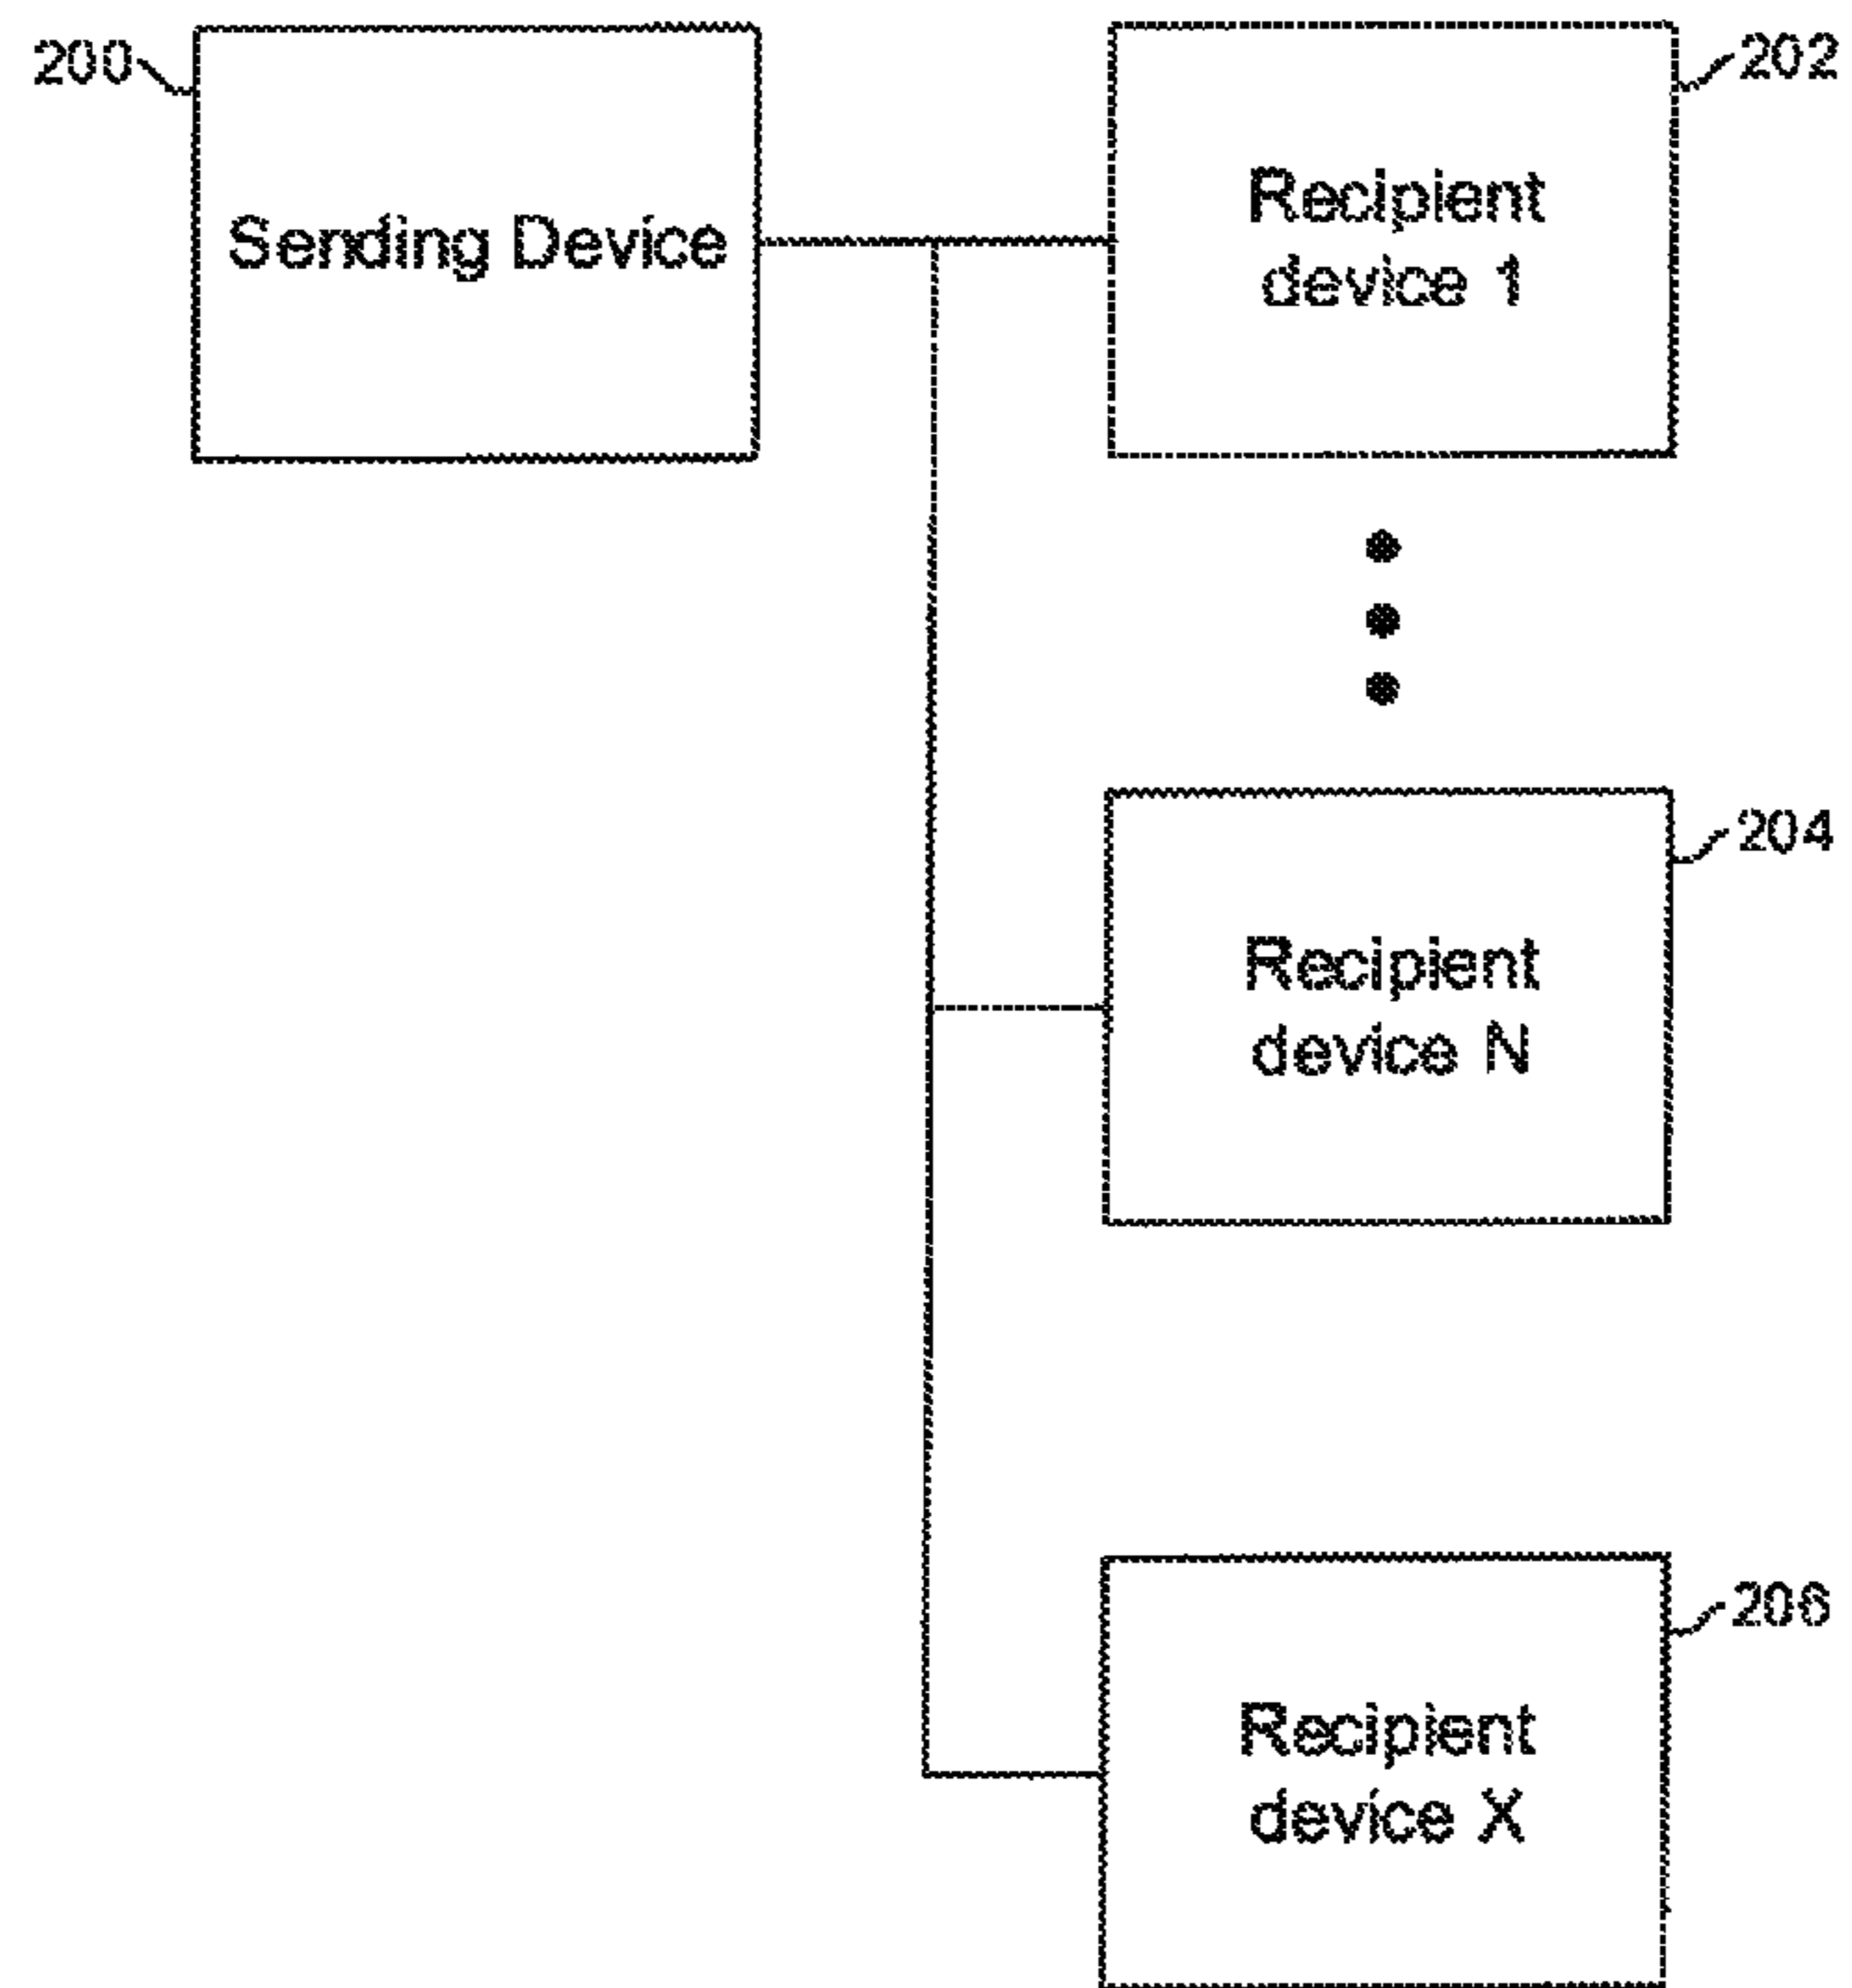 200
Sending Device
202
Recipient
device 1
204
Recipient
device N
206
Recipient
device X